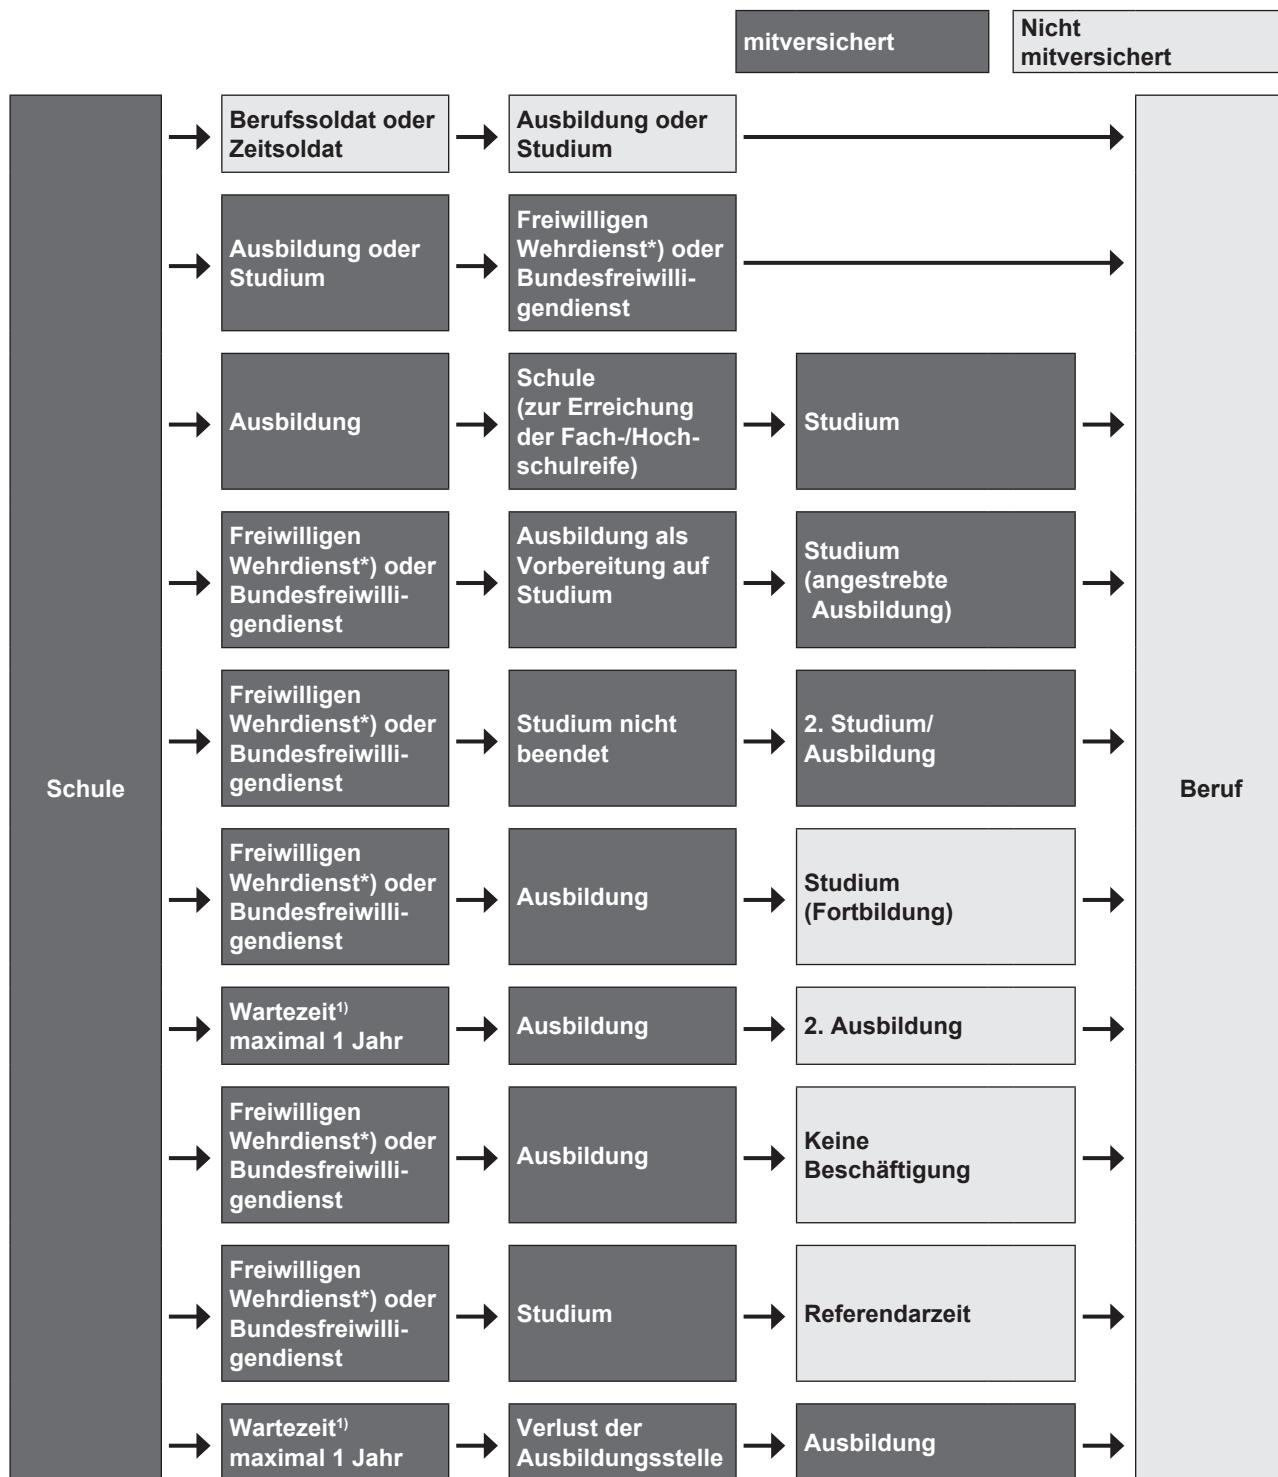 mitversichert
Nicht
mitversichert
Schule
Berufssoldat oder
Zeitsoldat
Ausbildung oder
Studium
Ausbildung oder
Studium
Freiwilligen
Wehrdienst*) oder
Bundesfreiwilli-
gendienst
Ausbildung
Schule
(zur Erreichung
der Fach-/Hoch-
schulreife)
Studium
Freiwilligen
Wehrdienst*) oder
Bundesfreiwilli-
gendienst
Ausbildung als
Vorbereitung auf
Studium
Studium
(angestrebte
Ausbildung)
Freiwilligen
Wehrdienst*) oder
Bundesfreiwilli-
gendienst
Studium nicht
beendet
2. Studium/
Ausbildung
Freiwilligen
Wehrdienst*) oder
Bundesfreiwilli-
gendienst
Ausbildung
Studium
(Fortbildung)
Wartezeit¹⁾
maximal 1 Jahr
Ausbildung
2. Ausbildung
Freiwilligen
Wehrdienst*) oder
Bundesfreiwilli-
gendienst
Ausbildung
Keine
Beschäftigung
Freiwilligen
Wehrdienst*) oder
Bundesfreiwilli-
gendienst
Studium
Referendarzeit
Wartezeit¹⁾
maximal 1 Jahr
Verlust der
Ausbildungsstelle
Ausbildung
Beruf